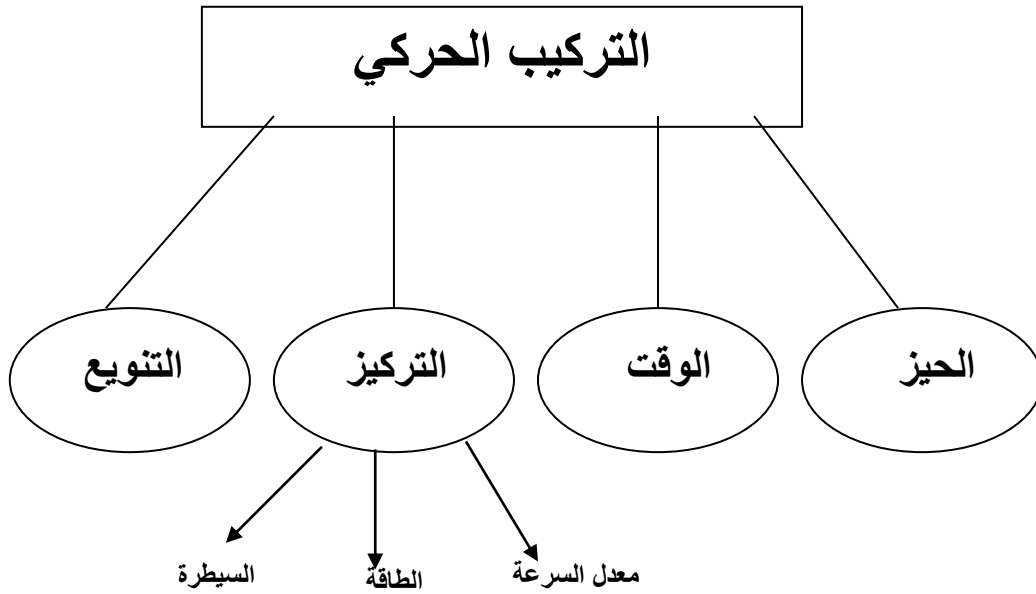 التركيب الحركي
الحيز
الوقت
التركيز
التنويع
معدل السرعة
الطاقة
السيطرة